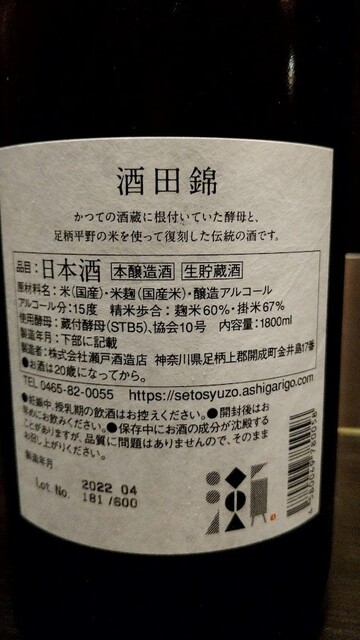 酒田錦
かつての酒蔵に根付いていた酵母と、
足柄平野の米を使って復刻した伝統の酒です。
品目：日本酒 本醸造酒 生貯蔵酒
原材料名：米（国産）・米麹（国産米）・醸造アルコール
アルコール分：15度 精米歩合：麹米60%・掛米67%
使用酵母：蔵付酵母（STB5）、協会10号 内容量：1800ml
製造年月：下部に記載
製造者：株式会社瀬戸酒造店 神奈川県足柄上郡開成町金井島17番
●お酒は20歳になってから。
TEL 0465-82-0055 https://setosyuzo.ashigarigo.com
●妊娠中、授乳期の飲酒はお控えください。●開封後はお
早めにお飲みください。●保存中にお酒の成分が沈殿する
ことがありますが、品質に問題はありませんので、そのまま
お召し上がりください。
製造年月 2022 04
Lot No. 181/600